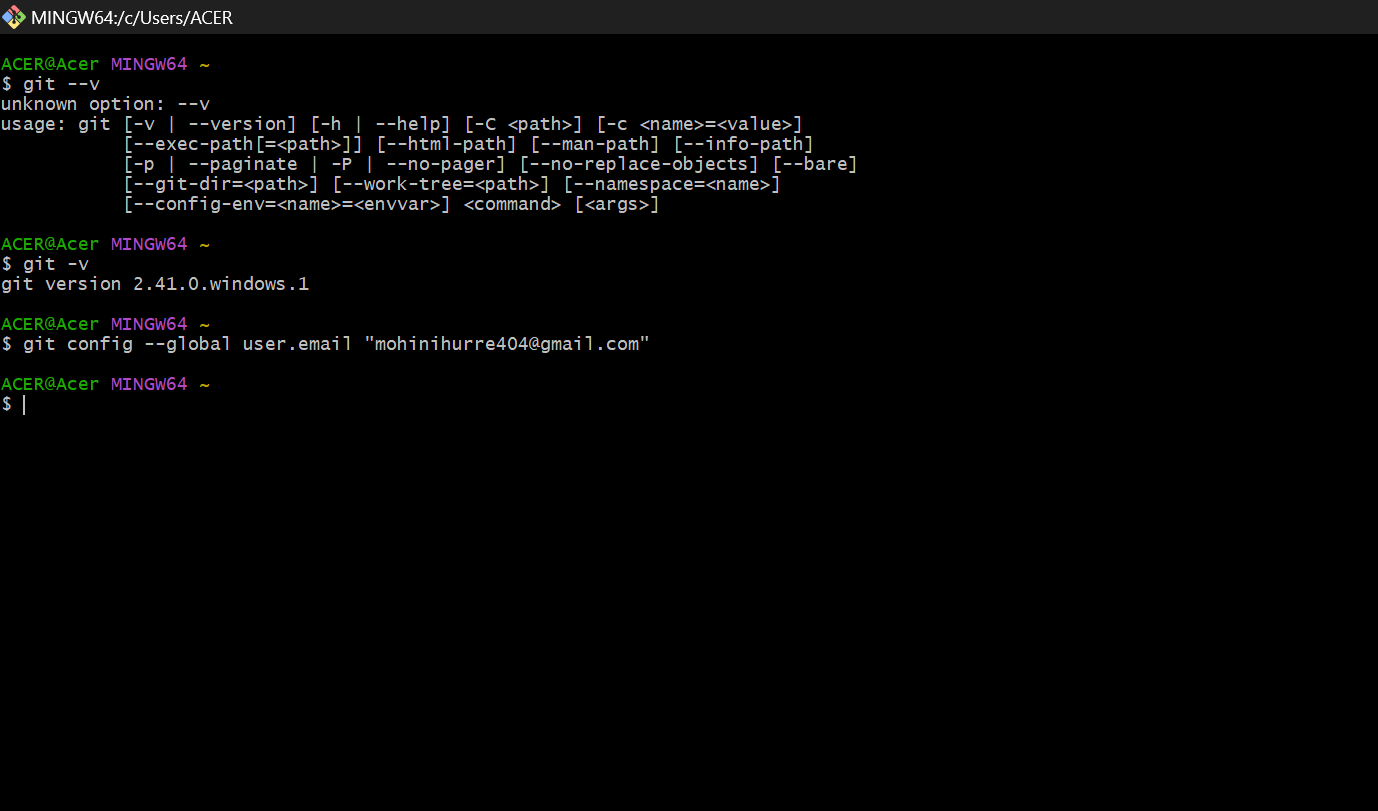 MINGW64:/c/Users/ACER
ACER@Acer MINGW64 ~
$ git --v
unknown option: --v
usage: git [-v | --version] [-h | --help] [-C <path>] [-c <name>=<value>]
           [--exec-path[=<path>]] [--html-path] [--man-path] [--info-path]
           [-p | --paginate | -P | --no-pager] [--no-replace-objects] [--bare]
           [--git-dir=<path>] [--work-tree=<path>] [--namespace=<name>]
           [--config-env=<name>=<envvar>] <command> [<args>]
ACER@Acer MINGW64 ~
$ git -v
git version 2.41.0.windows.1
ACER@Acer MINGW64 ~
$ git config --global user.email "mohinihurre404@gmail.com"
ACER@Acer MINGW64 ~
$